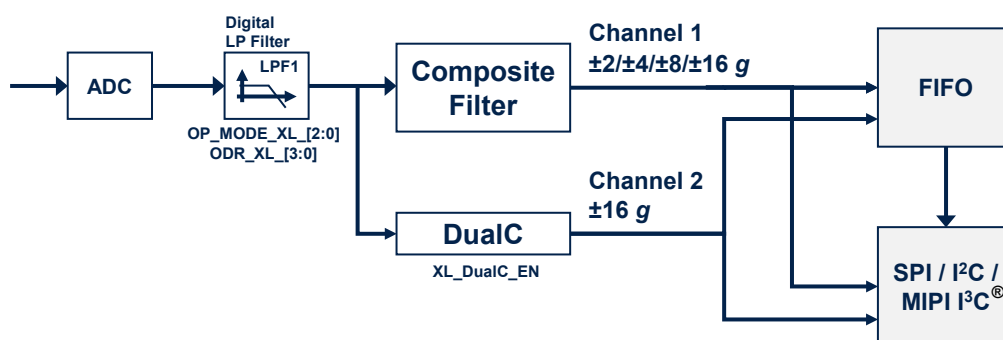 Digital
LP Filter
ADC
LPF1
OP_MODE_XL_[2:0]
ODR_XL_[3:0]
Composite
Filter
Channel 1
±2/±4/±8/±16 g
FIFO
Channel 2
±16 g
DualC
XL_DualC_EN
SPI / I²C /
MIPI I³C®